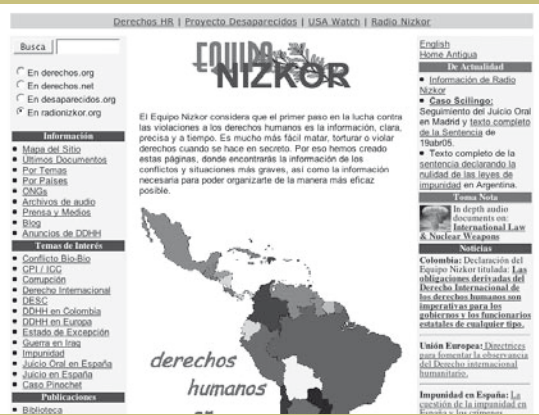 Derechos HR | Proyecto Desaparecidos | USA Watch | Radio Nizkor
Busca
En derechos.org
En derechos.net
En desaparecidos.org
En radionizkor.org
Información
Mapa del Sitio
Últimos Documentos
Por Temas
Por Países
ONGs
Archivos de audio
Prensa y Medios
Blog
Anuncios de DDHH
Temas de Interés
Conflicto Bio-Bío
CPI / ICC
Corrupción
Derecho Internacional
DESC
DDHH en Colombia
DDHH en Europa
Estado de Excepción
Guerra en Iraq
Impunidad
Juicio Oral en España
Juicio en España
Caso Pinochet
Publicaciones
Biblioteca
EQUIPO
NIZKOR
El Equipo Nizkor considera que el primer paso en la lucha contra
las violaciones a los derechos humanos es la información, clara,
precisa y a tiempo. Es mucho más fácil matar, torturar o violar
derechos cuando se hace en secreto. Por eso hemos creado
estas páginas, donde encontrarás la información de los
conflictos y situaciones más graves, así como la información
necesaria para poder organizarte de la manera más eficaz
posible.
derechos
humanos
English
Home Antigua
De Actualidad
Información de Radio
Nizkor
Caso Scilingo:
Seguimiento del Juicio Oral
en Madrid y texto completo
de la Sentencia de
19abr05.
Texto completo de la
sentencia declarando la
nulidad de las leyes de
impunidad en Argentina.
Toma Nota
In depth audio
documents on:
International Law
& Nuclear Weapons
Noticias
Colombia: Declaración del
Equipo Nizkor titulada: Las
obligaciones derivadas del
Derecho Internacional de
los derechos humanos son
imperativas para los
gobiernos y los funcionarios
estatales de cualquier tipo.
Unión Europea: Directrices
para fomentar la observancia
del Derecho internacional
humanitario.
Impunidad en España: La
cuestión de la impunidad en
España y los crímenes